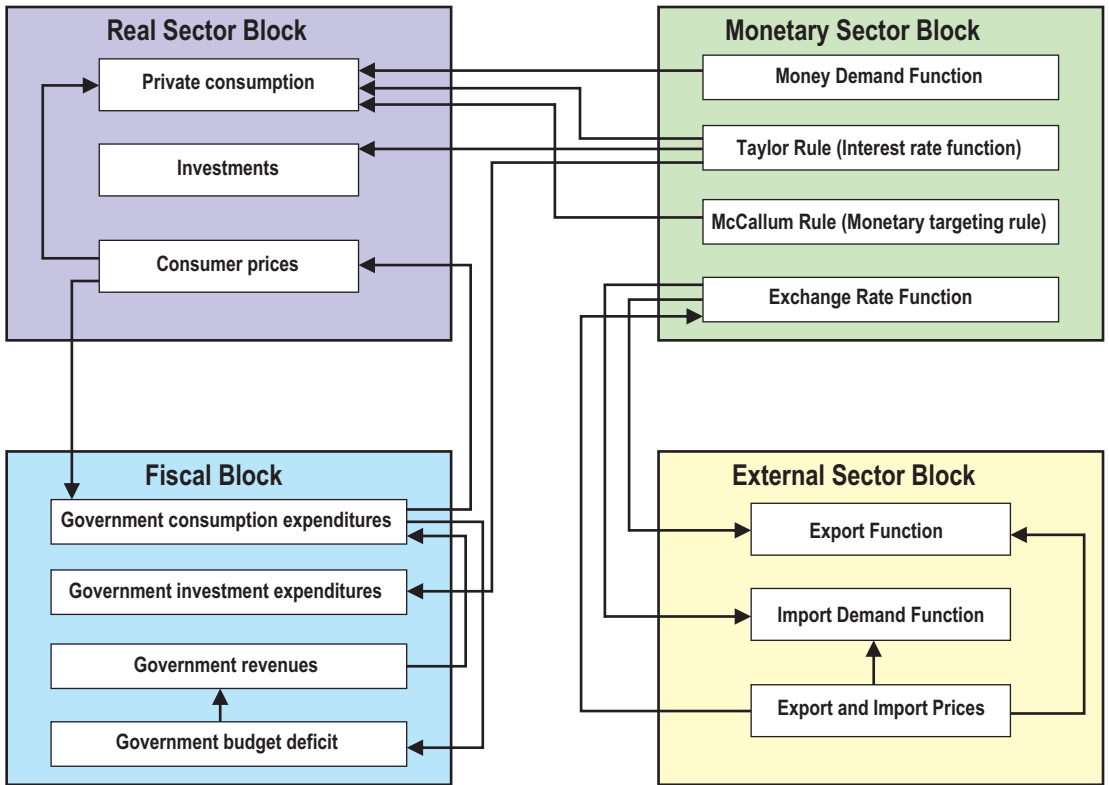 Real Sector Block
Private consumption
Investments
Consumer prices
Monetary Sector Block
Money Demand Function
Taylor Rule (Interest rate function)
McCallum Rule (Monetary targeting rule)
Exchange Rate Function
Fiscal Block
Government consumption expenditures
Government investment expenditures
Government revenues
Government budget deficit
External Sector Block
Export Function
Import Demand Function
Export and Import Prices